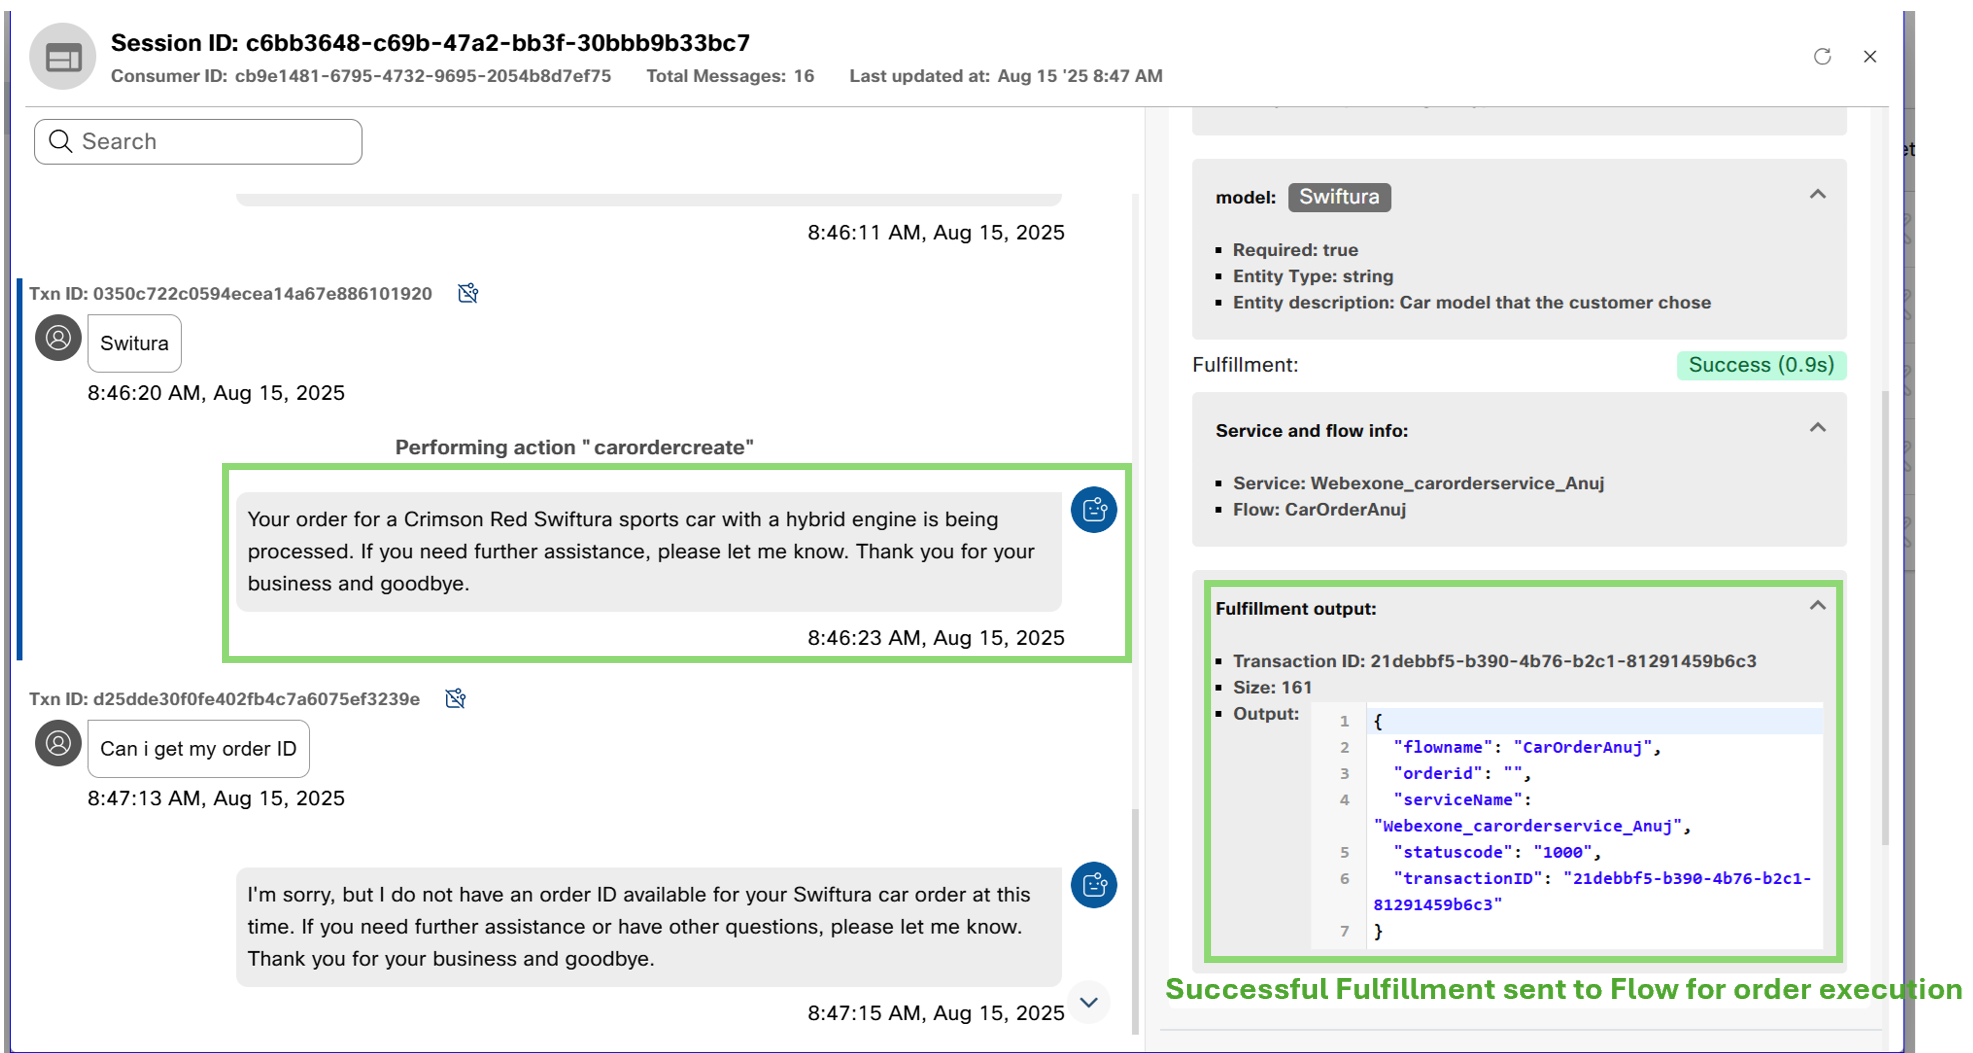 Session ID: c6bb3648-c69b-47a2-bb3f-30bbb9b33bc7
Consumer ID: cb9e1481-6795-4732-9695-2054b8d7ef75 Total Messages: 16 Last updated at: Aug 15 '25 8:47 AM
Search
8:46:11 AM, Aug 15, 2025
Txn ID: 0350c722c0594ecea14a67e886101920
Switura
8:46:20 AM, Aug 15, 2025
Performing action "carordercreate"
Your order for a Crimson Red Swiftura sports car with a hybrid engine is being
processed. If you need further assistance, please let me know. Thank you for your
business and goodbye.
8:46:23 AM, Aug 15, 2025
Txn ID: d25dde30f0fe402fb4c7a6075ef3239e
Can i get my order ID
8:47:13 AM, Aug 15, 2025
I'm sorry, but I do not have an order ID available for your Swiftura car order at this
time. If you need further assistance or have other questions, please let me know.
Thank you for your business and goodbye.
8:47:15 AM, Aug 15, 2025
model: Swiftura
Required: true
Entity Type: string
Entity description: Car model that the customer chose
Fulfillment: Success (0.9s)
Service and flow info:
Service: Webexone_carorderservice_Anuj
Flow: CarOrderAnuj
Fulfillment output:
Transaction ID: 21debbf5-b390-4b76-b2c1-81291459b6c3
Size: 161
Output:
1 {
2 "flowname": "CarOrderAnuj",
3 "orderid": "",
4 "serviceName":
"Webexone_carorderservice_Anuj",
5 "statuscode": "1000",
6 "transactionID": "21debbf5-b390-4b76-b2c1-
81291459b6c3"
7 }
Successful Fulfillment sent to Flow for order execution